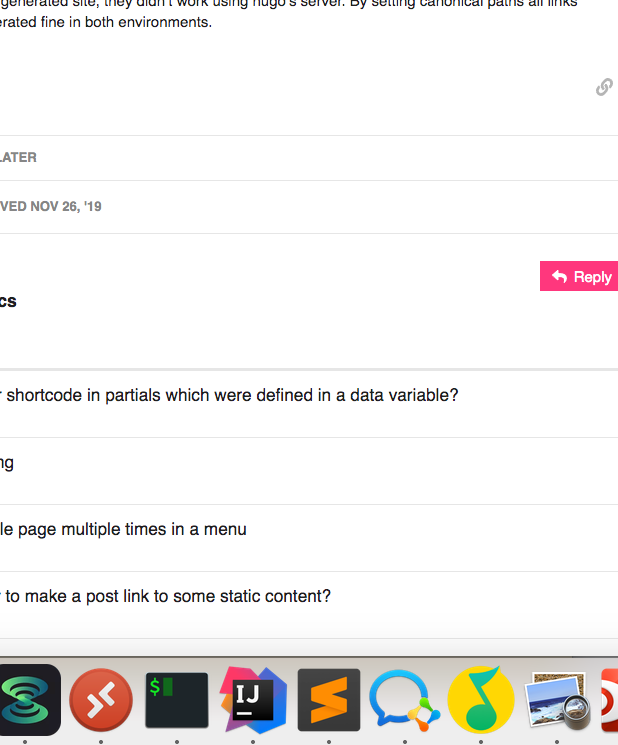 generated site, they didn't work using hugo's server. By setting canonical paths all links
erated fine in both environments.
LATER
VED NOV 26, '19
Reply
cs
r shortcode in partials which were defined in a data variable?
ng
le page multiple times in a menu
to make a post link to some static content?
$
IJ